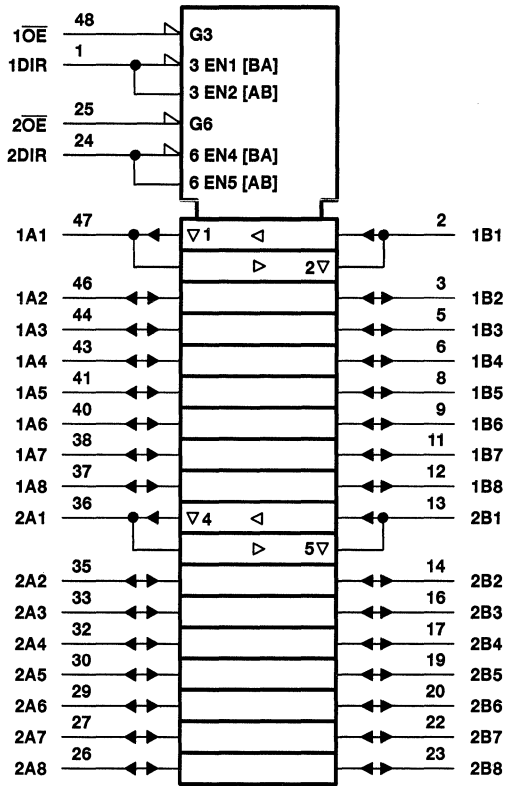 1OE 48 G3
1DIR 1 3 EN1 [BA]
3 EN2 [AB]
2OE 25 G6
2DIR 24 6 EN4 [BA]
6 EN5 [AB]
1A1 47 ▽1 ◁ 2 1B1
▷ 2▽
1A2 46 3 1B2
1A3 44 5 1B3
1A4 43 6 1B4
1A5 41 8 1B5
1A6 40 9 1B6
1A7 38 11 1B7
1A8 37 12 1B8
2A1 36 ▽4 ◁ 13 2B1
▷ 5▽
2A2 35 14 2B2
2A3 33 16 2B3
2A4 32 17 2B4
2A5 30 19 2B5
2A6 29 20 2B6
2A7 27 22 2B7
2A8 26 23 2B8